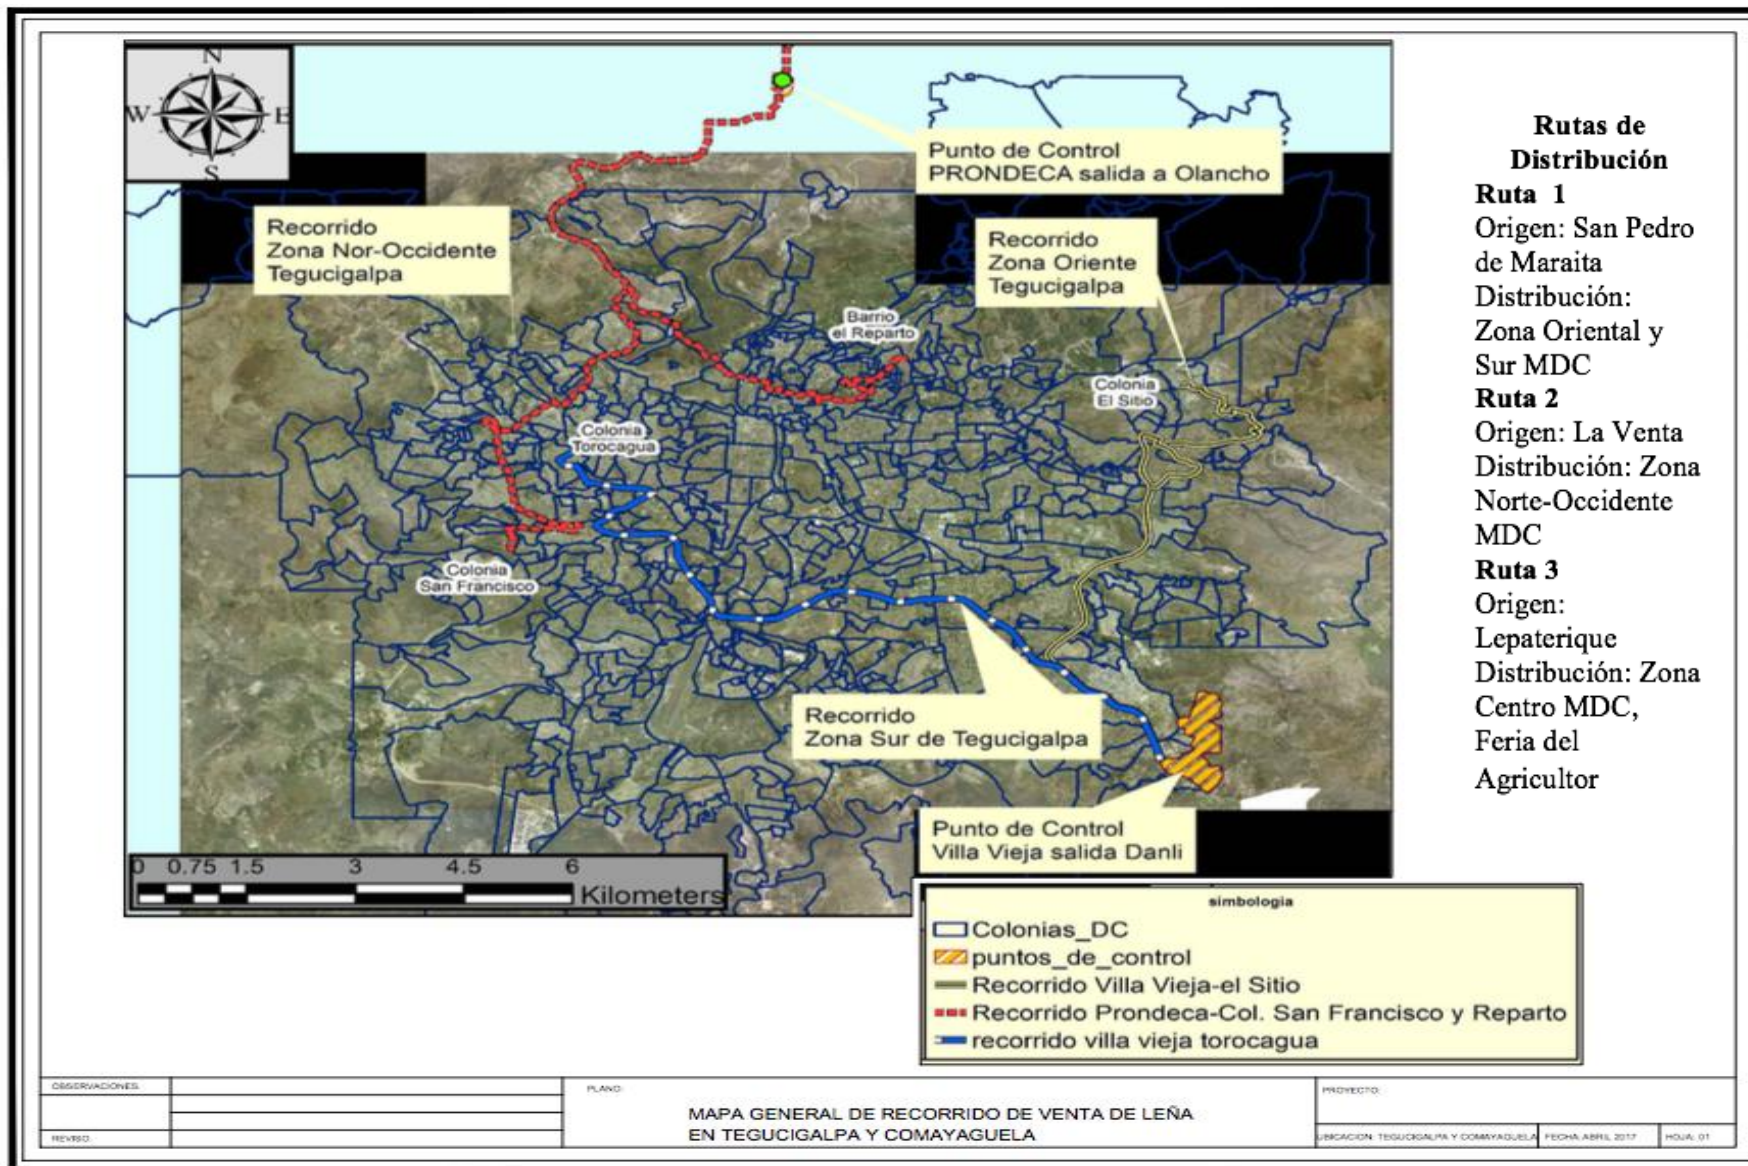 N
W
E
S
Punto de Control
PRONDECA salida a Olancho
Recorrido
Zona Nor-Occidente
Tegucigalpa
Recorrido
Zona Oriente
Tegucigalpa
Barrio
el Reparto
Colonia
El Sitio
Colonia
Torocagua
Colonia
San Francisco
Recorrido
Zona Sur de Tegucigalpa
Punto de Control
Villa Vieja salida Danli
0 0.75 1.5 3 4.5 6
Kilometers
simbologia
Colonias_DC
puntos_de_control
Recorrido Villa Vieja-el Sitio
Recorrido Prondeca-Col. San Francisco y Reparto
recorrido villa vieja torocagua
Rutas de
Distribución
Ruta 1
Origen: San Pedro
de Maraita
Distribución:
Zona Oriental y
Sur MDC
Ruta 2
Origen: La Venta
Distribución: Zona
Norte-Occidente
MDC
Ruta 3
Origen:
Lepaterique
Distribución: Zona
Centro MDC,
Feria del
Agricultor
OBSERVACIONES:
REVISO:
PLANO:
MAPA GENERAL DE RECORRIDO DE VENTA DE LEÑA
EN TEGUCIGALPA Y COMAYAGUELA
PROYECTO:
UBICACION: TEGUCIGALPA Y COMAYAGUELA
FECHA: ABRIL 2017
HOJA: 01